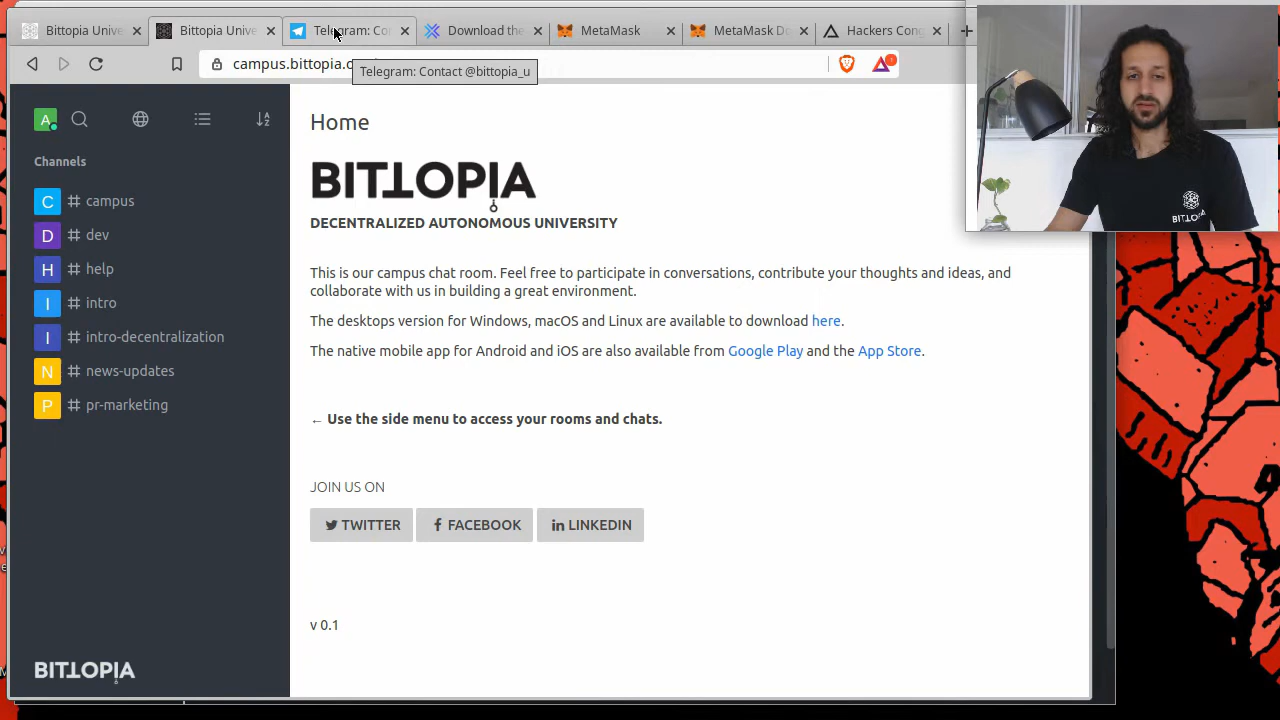 Bittopia Unive
Bittopia Unive
Telegram: Co
Download the
MetaMask
MetaMask D
Hackers Cong
campus.bittopia.c
Telegram: Contact @bittopia_u
A
Channels
C # campus
D # dev
H # help
I # intro
I # intro-decentralization
N # news-updates
P # pr-marketing
BITTOPIA
Home
BITTOPIA
DECENTRALIZED AUTONOMOUS UNIVERSITY
This is our campus chat room. Feel free to participate in conversations, contribute your thoughts and ideas, and
collaborate with us in building a great environment.
The desktops version for Windows, macOS and Linux are available to download here.
The native mobile app for Android and iOS are also available from Google Play and the App Store.
← Use the side menu to access your rooms and chats.
JOIN US ON
TWITTER
FACEBOOK
LINKEDIN
v 0.1
BITTOPIA